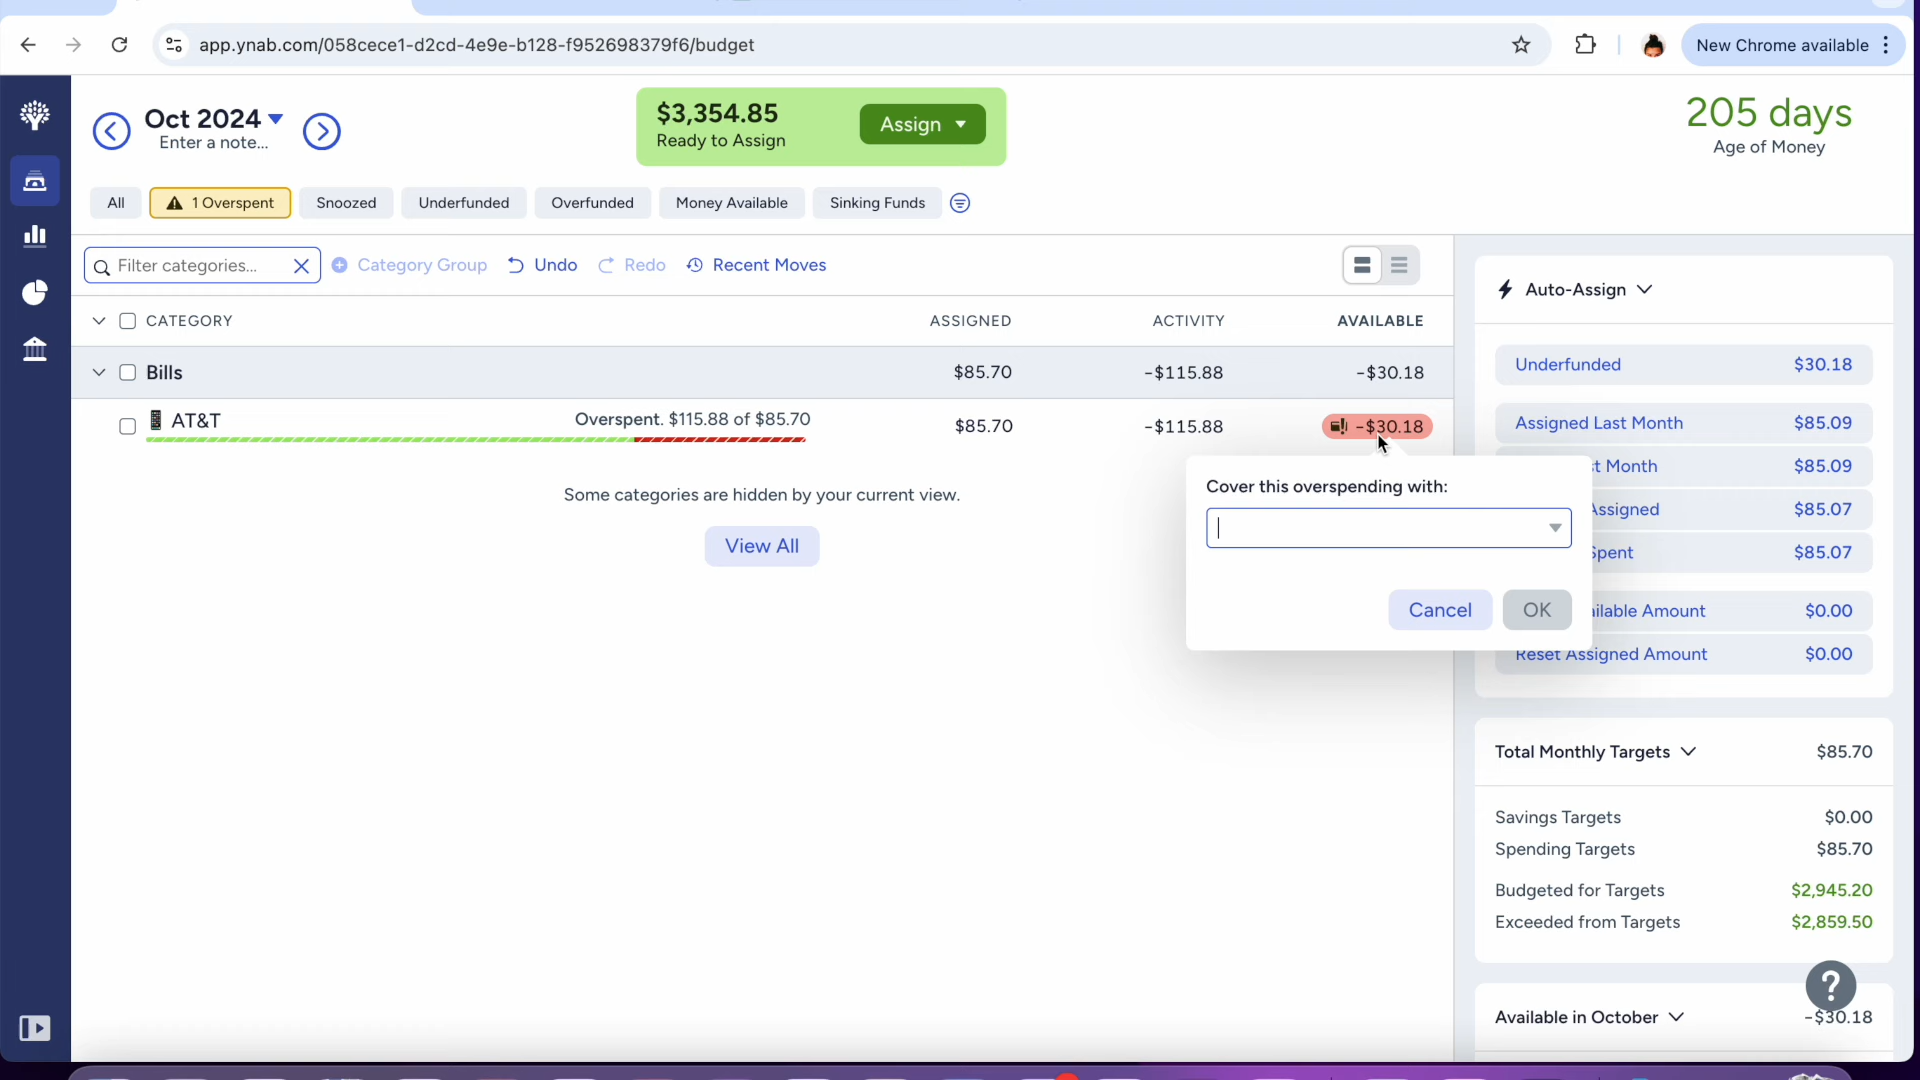 app.ynab.com/058cece1-d2cd-4e9e-b128-f952698379f6/budget
New Chrome available
Oct 2024
Enter a note...
$3,354.85
Ready to Assign
Assign
205 days
Age of Money
All
1 Overspent
Snoozed
Underfunded
Overfunded
Money Available
Sinking Funds
Filter categories...
Category Group
Undo
Redo
Recent Moves
CATEGORY ASSIGNED ACTIVITY AVAILABLE
Bills $85.70 -$115.88 -$30.18
AT&T Overspent. $115.88 of $85.70 $85.70 -$115.88 -$30.18
Some categories are hidden by your current view.
View All
Cover this overspending with:
Cancel
OK
Auto-Assign
Underfunded $30.18
Assigned Last Month $85.09
st Month $85.09
Assigned $85.07
Spent $85.07
ilable Amount $0.00
Reset Assigned Amount $0.00
Total Monthly Targets $85.70
Savings Targets $0.00
Spending Targets $85.70
Budgeted for Targets $2,945.20
Exceeded from Targets $2,859.50
?
Available in October -$30.18